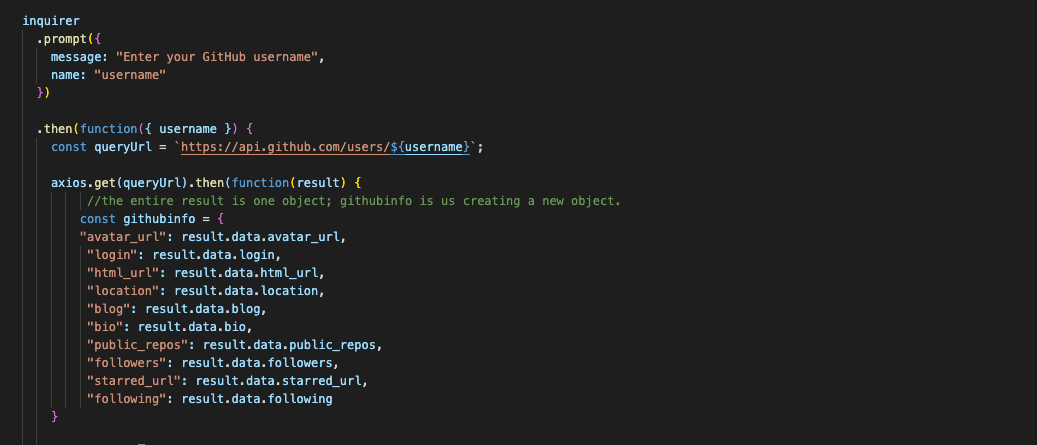 inquirer
.prompt({
message: "Enter your GitHub username",
name: "username"
})
.then(function({ username }) {
const queryUrl = `https://api.github.com/users/${username}`;
axios.get(queryUrl).then(function(result) {
//the entire result is one object; githubinfo is us creating a new object.
const githubinfo = {
"avatar_url": result.data.avatar_url,
"login": result.data.login,
"html_url": result.data.html_url,
"location": result.data.location,
"blog": result.data.blog,
"bio": result.data.bio,
"public_repos": result.data.public_repos,
"followers": result.data.followers,
"starred_url": result.data.starred_url,
"following": result.data.following
}